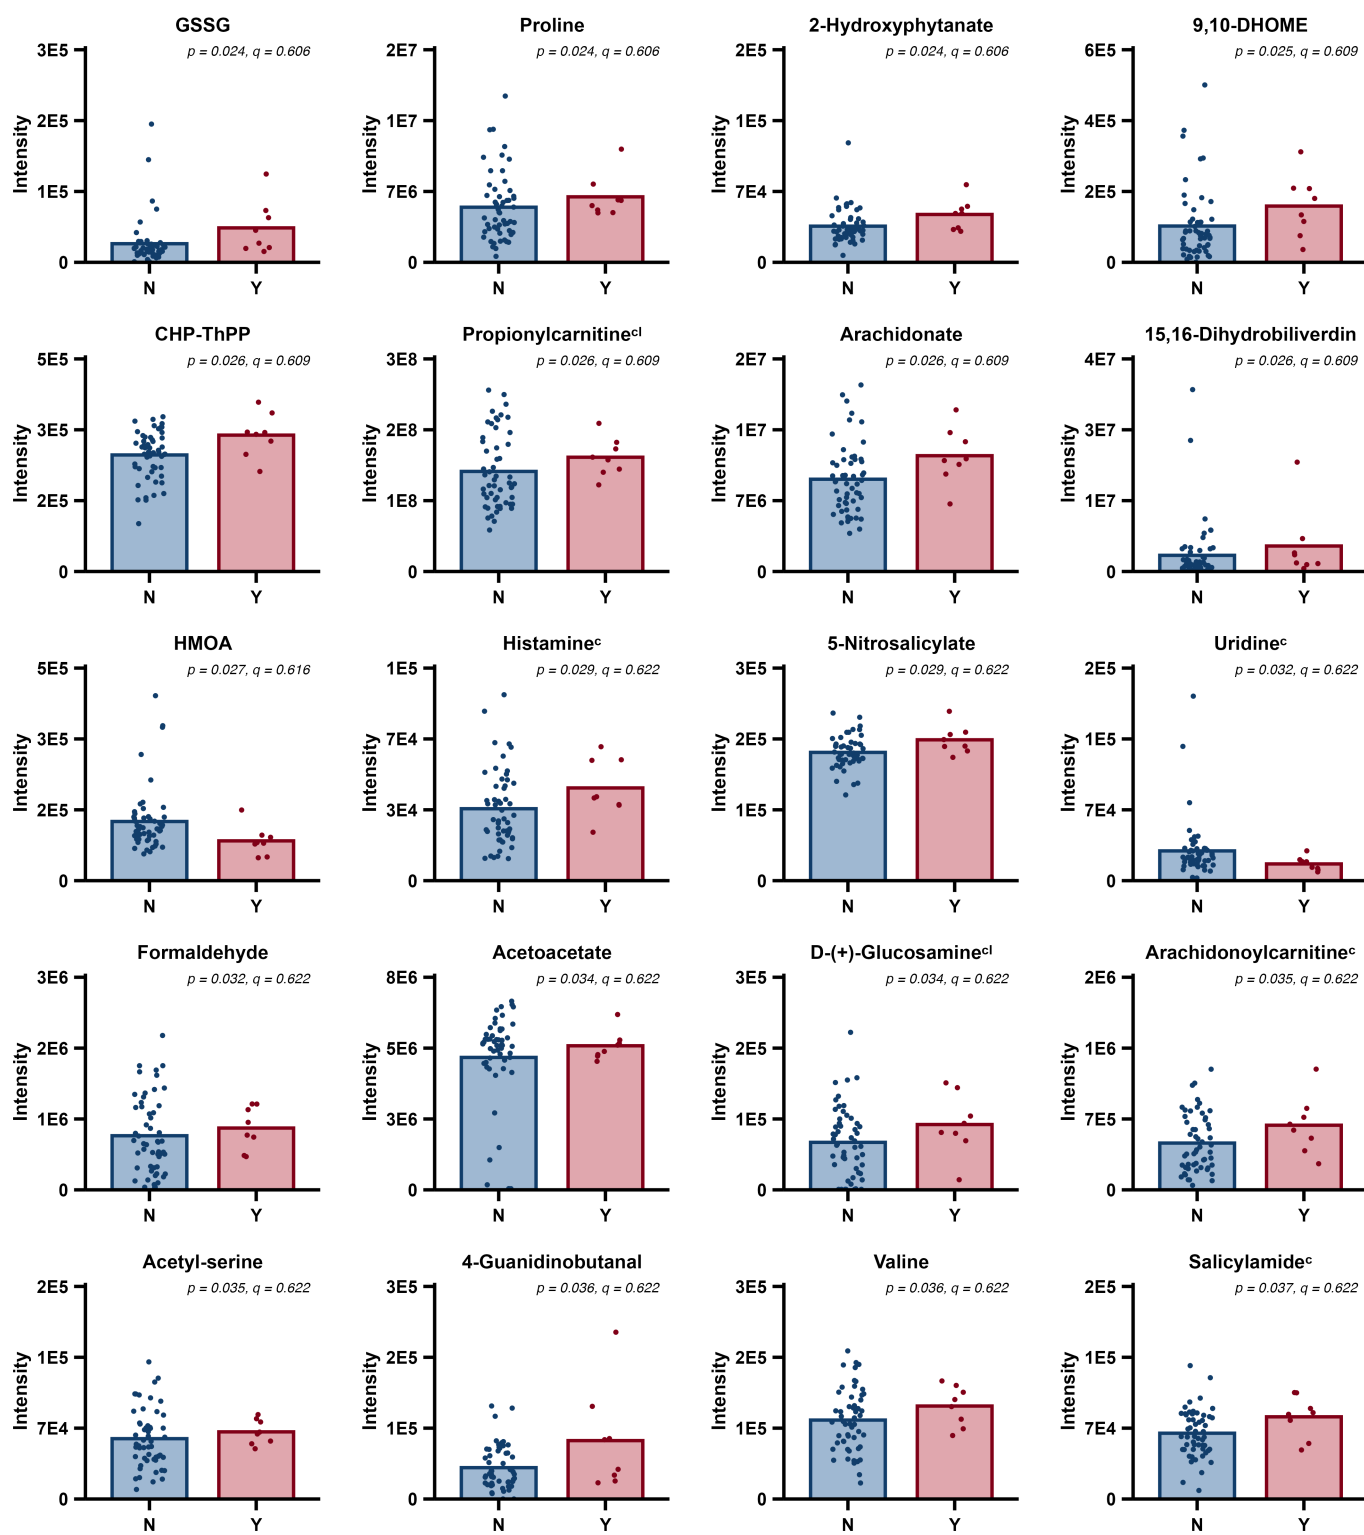 GSSG
p = 0.024, q = 0.606
3E5
2E5
1E5
0
Intensity
N Y
Proline
p = 0.024, q = 0.606
2E7
1E7
7E6
0
Intensity
N Y
2-Hydroxyphytanate
p = 0.024, q = 0.606
2E5
1E5
7E4
0
Intensity
N Y
9,10-DHOME
p = 0.025, q = 0.609
6E5
4E5
2E5
0
Intensity
N Y
CHP-ThPP
p = 0.026, q = 0.609
5E5
3E5
2E5
0
Intensity
N Y
Propionylcarnitineᶜˡ
p = 0.026, q = 0.609
3E8
2E8
1E8
0
Intensity
N Y
Arachidonate
p = 0.026, q = 0.609
2E7
1E7
7E6
0
Intensity
N Y
15,16-Dihydrobiliverdin
p = 0.026, q = 0.609
4E7
3E7
1E7
0
Intensity
N Y
HMOA
p = 0.027, q = 0.616
5E5
3E5
2E5
0
Intensity
N Y
Histamineᶜ
p = 0.029, q = 0.622
1E5
7E4
3E4
0
Intensity
N Y
5-Nitrosalicylate
p = 0.029, q = 0.622
3E5
2E5
1E5
0
Intensity
N Y
Uridineᶜ
p = 0.032, q = 0.622
2E5
1E5
7E4
0
Intensity
N Y
Formaldehyde
p = 0.032, q = 0.622
3E6
2E6
1E6
0
Intensity
N Y
Acetoacetate
p = 0.034, q = 0.622
8E6
5E6
3E6
0
Intensity
N Y
D-(+)-Glucosamineᶜˡ
p = 0.034, q = 0.622
3E5
2E5
1E5
0
Intensity
N Y
Arachidonoylcarnitineᶜ
p = 0.035, q = 0.622
2E6
1E6
7E5
0
Intensity
N Y
Acetyl-serine
p = 0.035, q = 0.622
2E5
1E5
7E4
0
Intensity
N Y
4-Guanidinobutanal
p = 0.036, q = 0.622
3E5
2E5
1E5
0
Intensity
N Y
Valine
p = 0.036, q = 0.622
3E5
2E5
1E5
0
Intensity
N Y
Salicylamideᶜ
p = 0.037, q = 0.622
2E5
1E5
7E4
0
Intensity
N Y